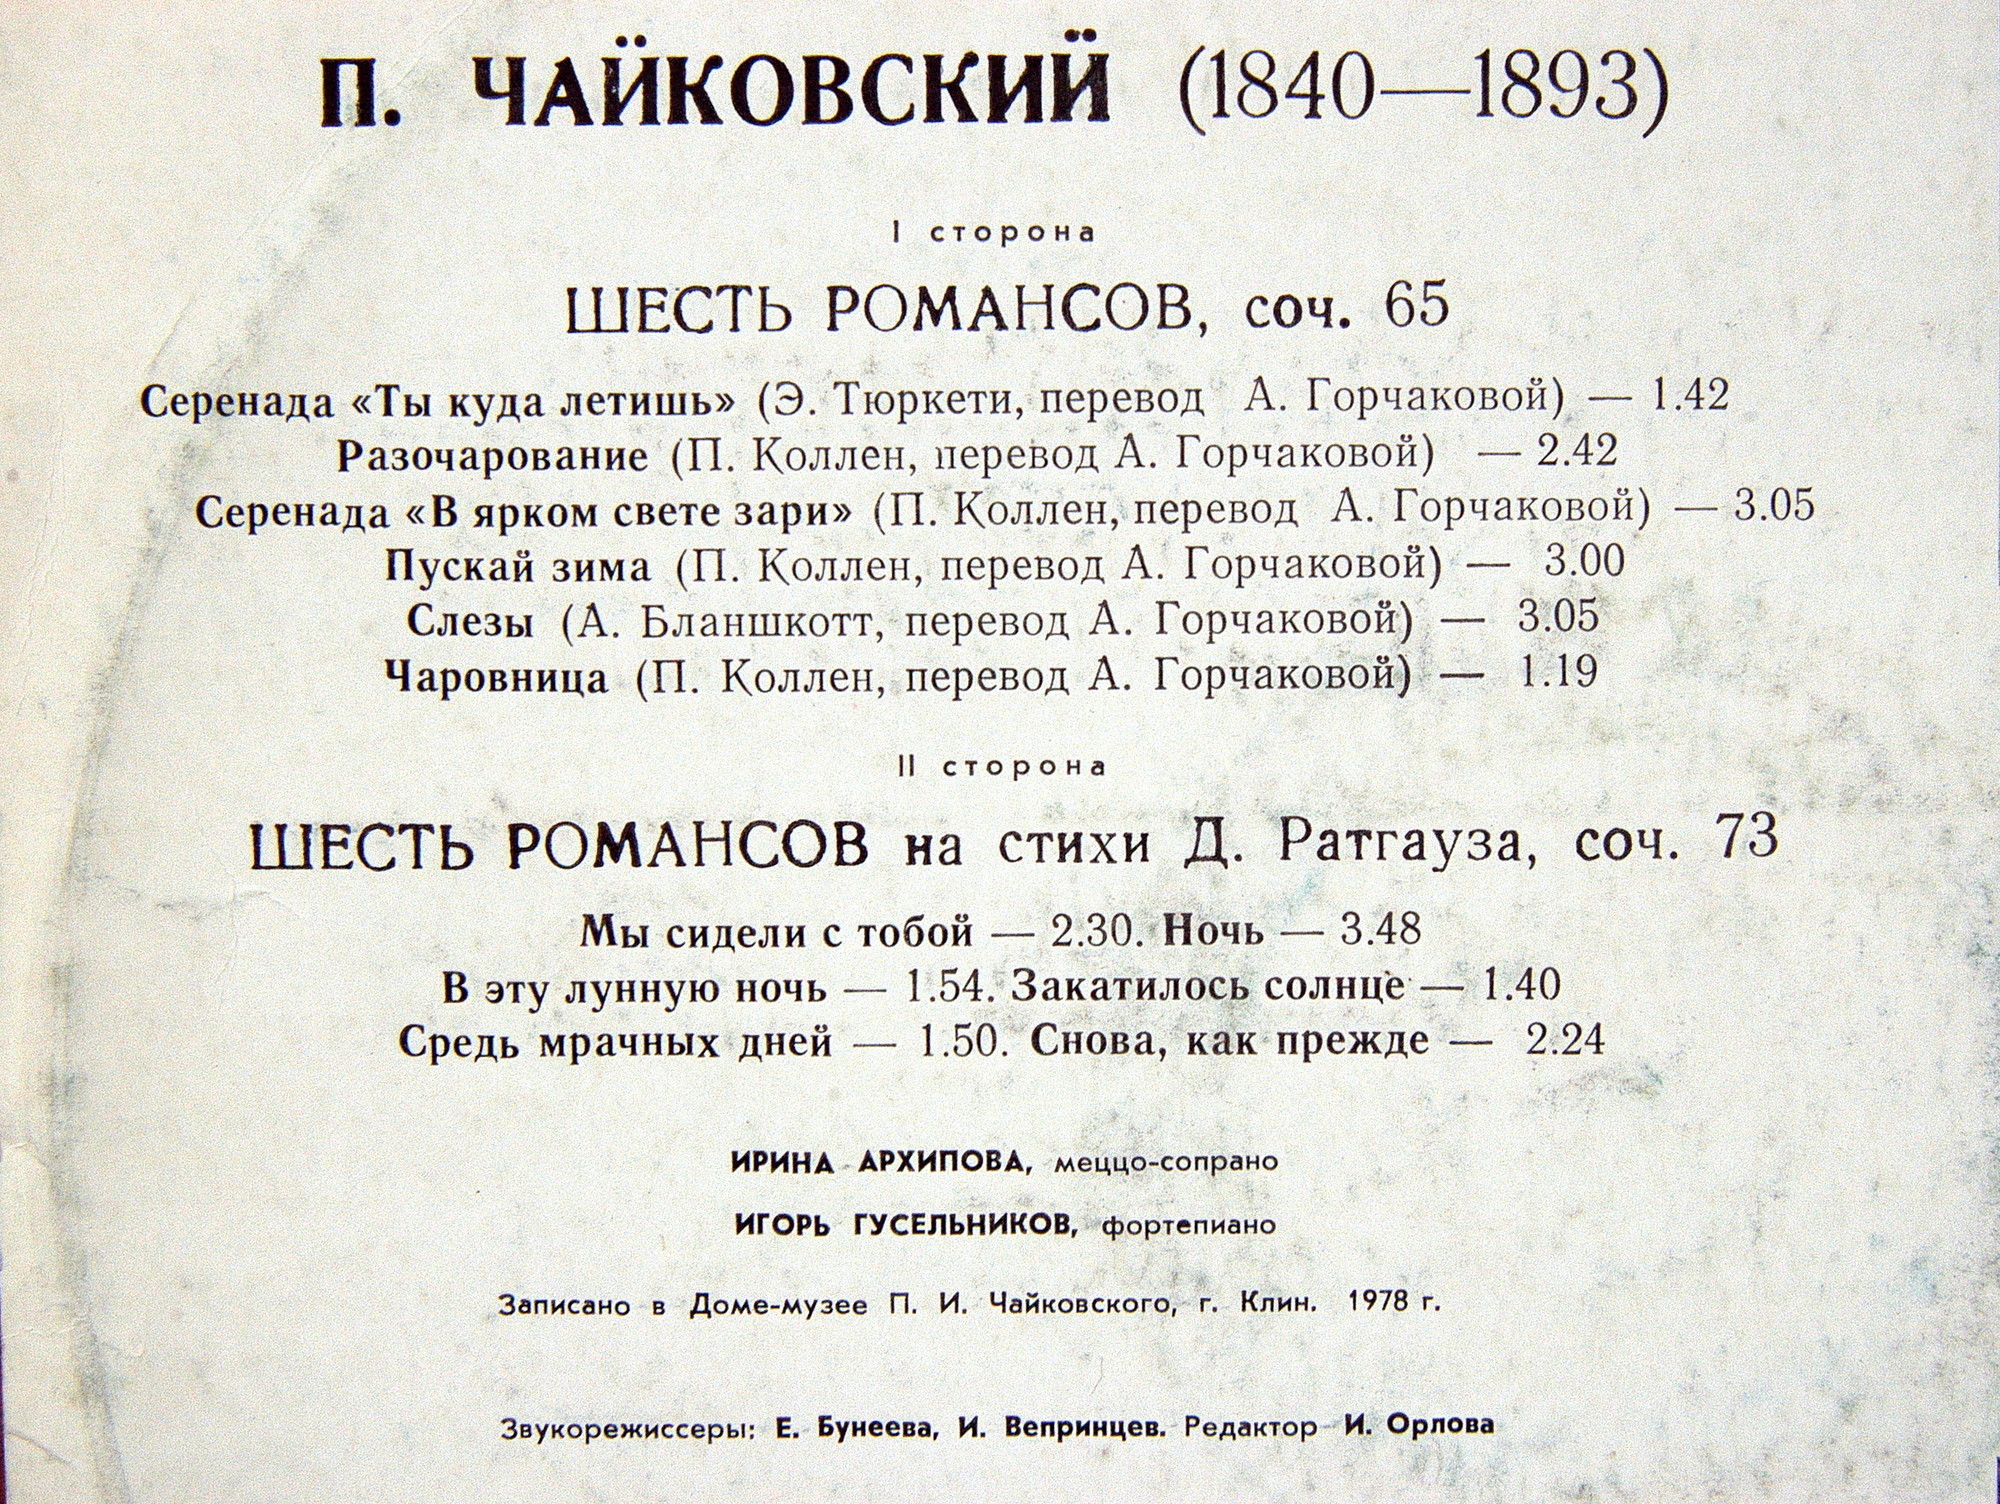 П. ЧАЙКОВСКИЙ (1840—1893)
I сторона
ШЕСТЬ РОМАНСОВ, соч. 65
Серенада «Ты куда летишь» (Э. Тюркети, перевод А. Горчаковой) — 1.42
Разочарование (П. Коллен, перевод А. Горчаковой) — 2.42
Серенада «В ярком свете зари» (П. Коллен, перевод А. Горчаковой) — 3.05
Пускай зима (П. Коллен, перевод А. Горчаковой) — 3.00
Слезы (А. Бланшкотт, перевод А. Горчаковой) — 3.05
Чаровница (П. Коллен, перевод А. Горчаковой) — 1.19
II сторона
ШЕСТЬ РОМАНСОВ на стихи Д. Ратгауза, соч. 73
Мы сидели с тобой — 2.30. Ночь — 3.48
В эту лунную ночь — 1.54. Закатилось солнце — 1.40
Средь мрачных дней — 1.50. Снова, как прежде — 2.24
ИРИНА АРХИПОВА, меццо-сопрано
ИГОРЬ ГУСЕЛЬНИКОВ, фортепиано
Записано в Доме-музее П. И. Чайковского, г. Клин. 1978 г.
Звукорежиссеры: Е. Бунеева, И. Вепринцев. Редактор И. Орлова